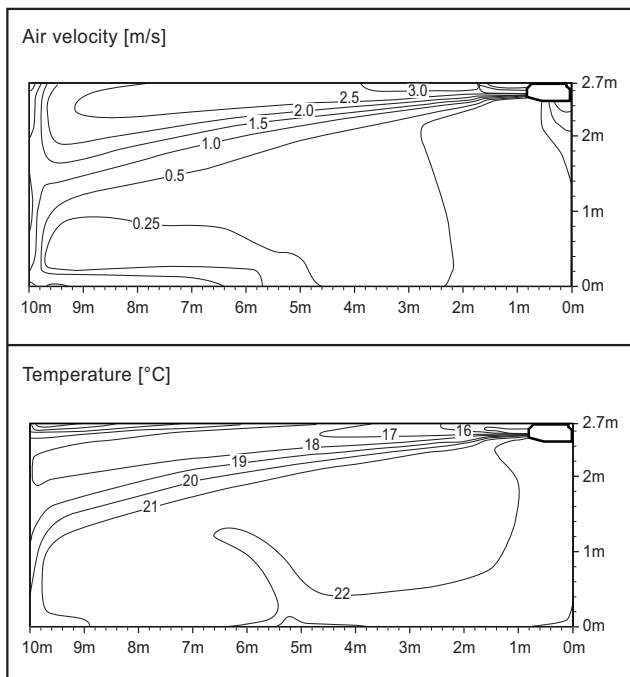 Air velocity [m/s]
2.7m
3.0
2.5
2.0
1.5
1.0
0.5
0.25
2m
1m
0m
10m 9m 8m 7m 6m 5m 4m 3m 2m 1m 0m
Temperature [°C]
2.7m
16
17
18
19
20
21
22
2m
1m
0m
10m 9m 8m 7m 6m 5m 4m 3m 2m 1m 0m